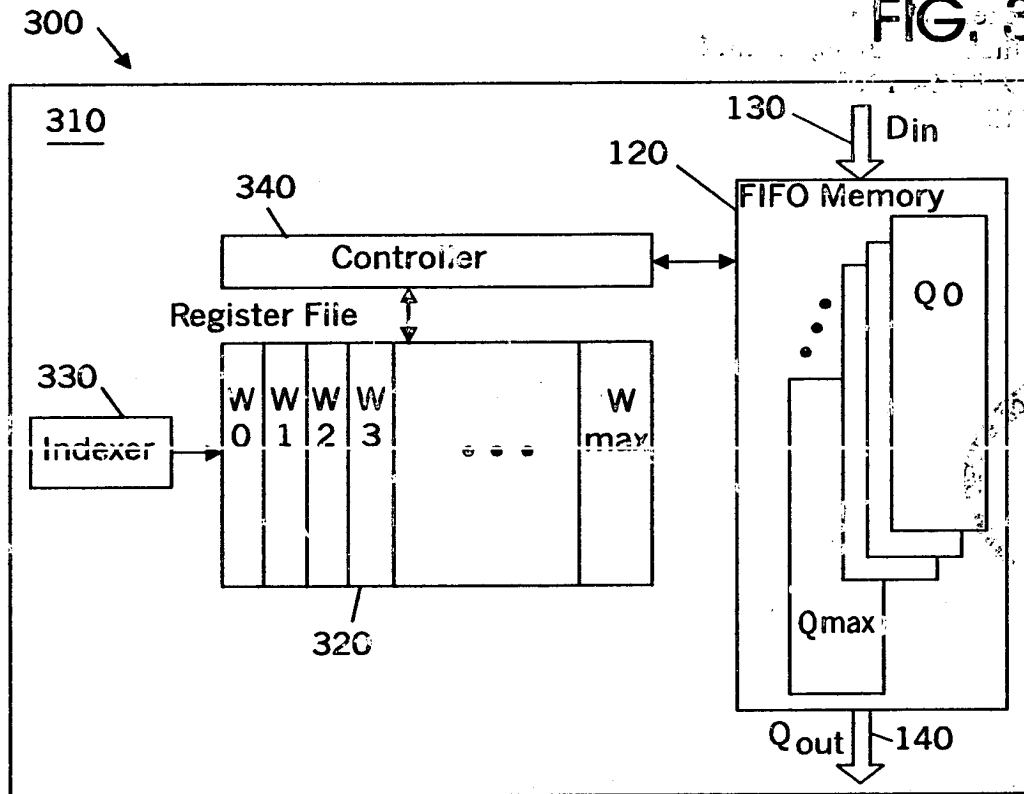 300
FIG. 3
310
130
Din
120
340
FIFO Memory
Controller
Q0
Register File
330
W W W W W
0 1 2 3 max
Indexer
320
Qmax
Qout
140